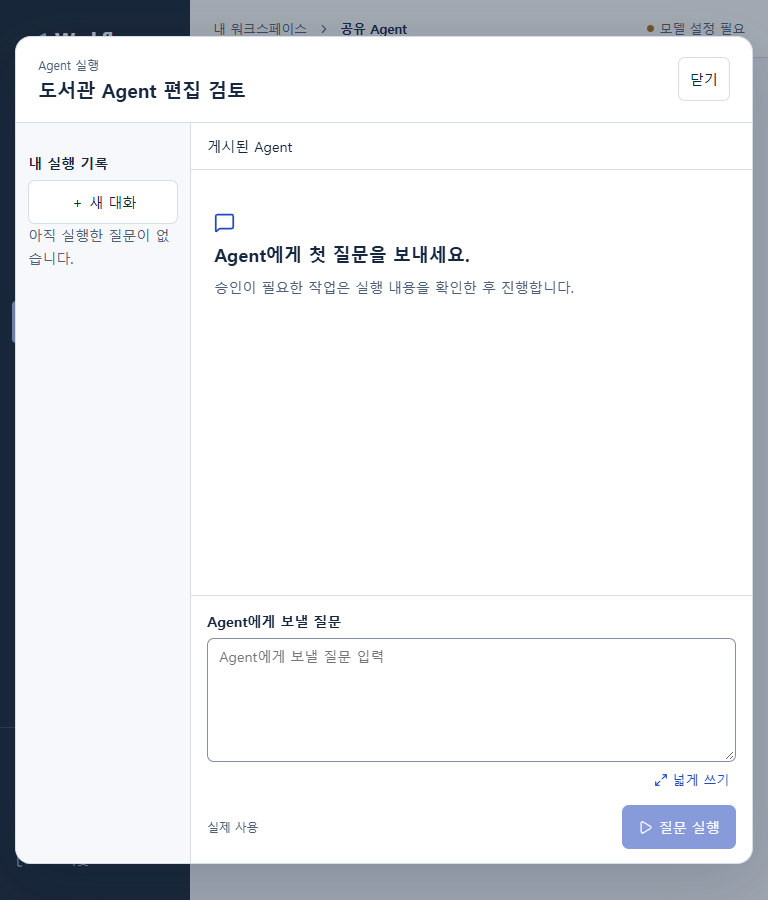 내 워크스페이스 > 공유 Agent
모델 설정 필요
Agent 실행
도서관 Agent 편집 검토
닫기
내 실행 기록
+ 새 대화
아직 실행한 질문이 없
습니다.
게시된 Agent
Agent에게 첫 질문을 보내세요.
승인이 필요한 작업은 실행 내용을 확인한 후 진행합니다.
Agent에게 보낼 질문
Agent에게 보낼 질문 입력
넓게 쓰기
실제 사용
질문 실행